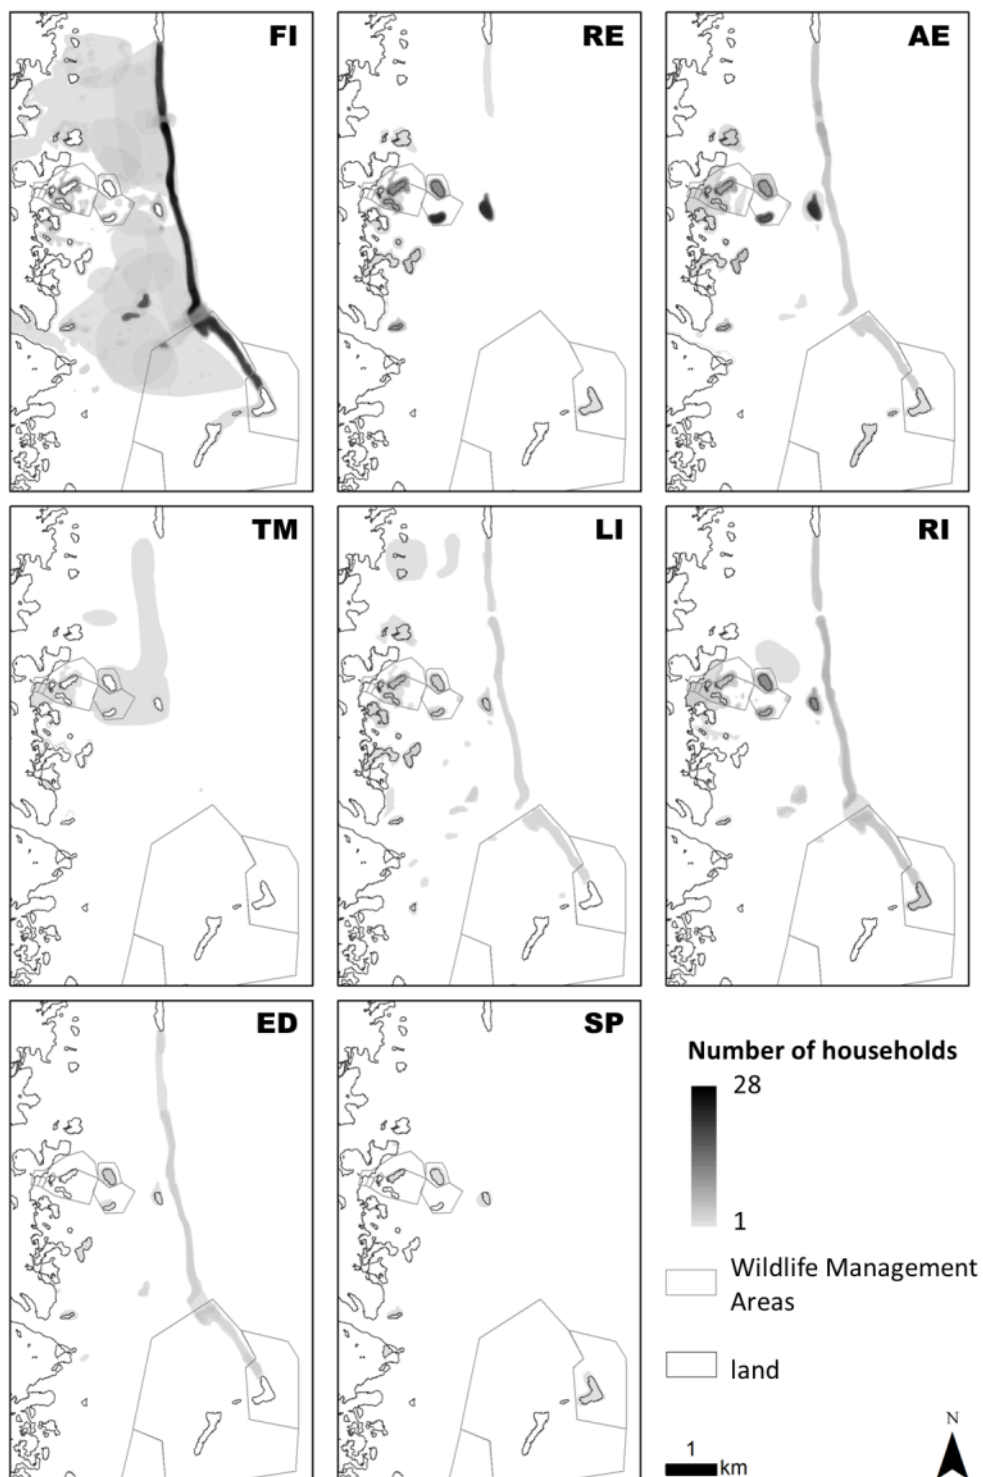 FI
RE
AE
TM
LI
RI
ED
SP
Number of households
28
1
Wildlife Management
Areas
land
1
km
N